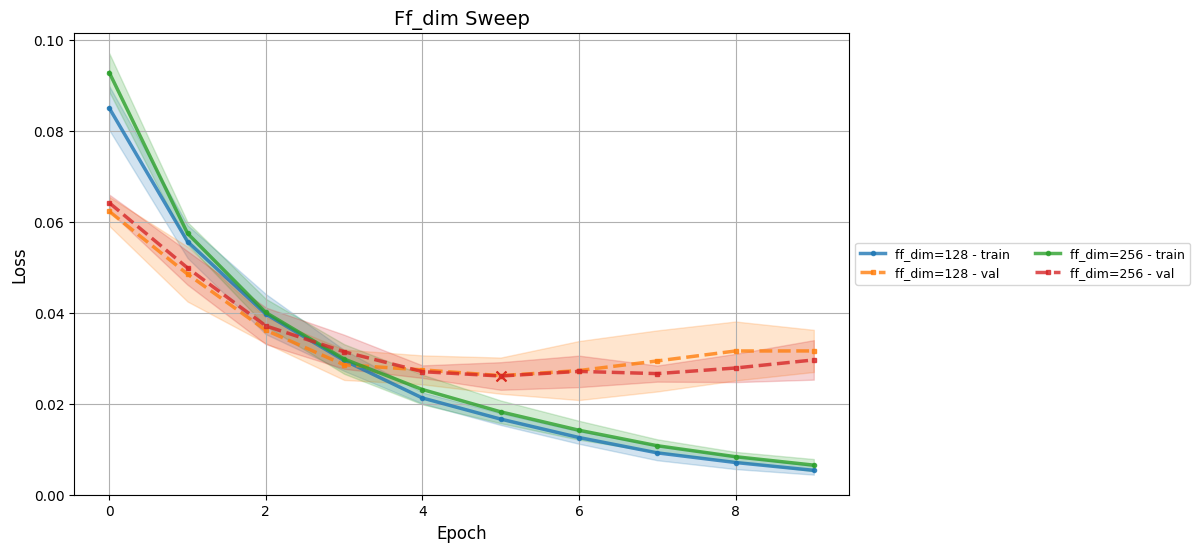 Ff_dim Sweep
Loss
0.10
0.08
0.06
0.04
0.02
0.00
0 2 4 6 8
Epoch
ff_dim=128 - train ff_dim=256 - train
ff_dim=128 - val ff_dim=256 - val